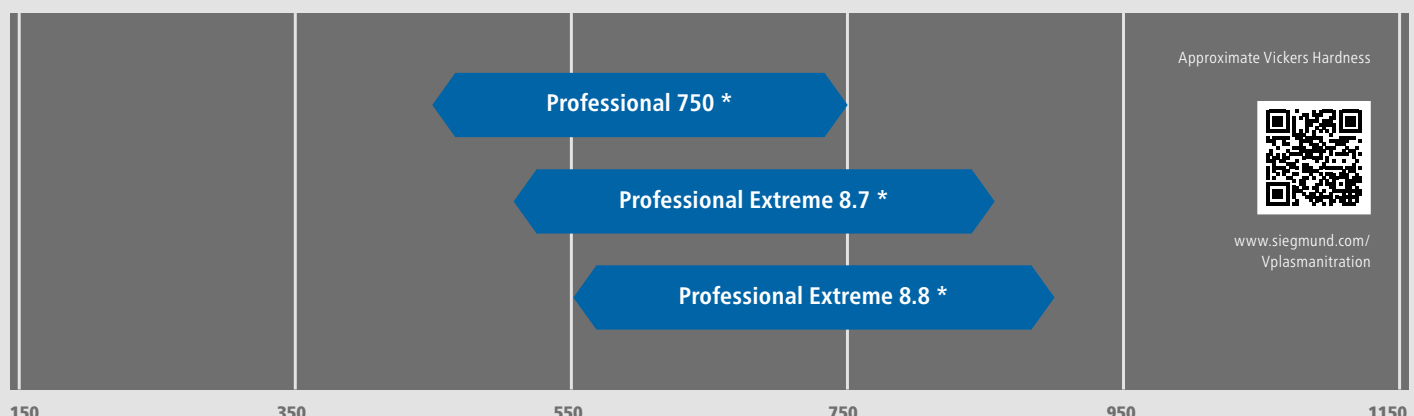 Approximate Vickers Hardness
Professional 750 *
Professional Extreme 8.7 *
www.siegmund.com/
Vplasmanitration
Professional Extreme 8.8 *
150 350 550 750 950 1150